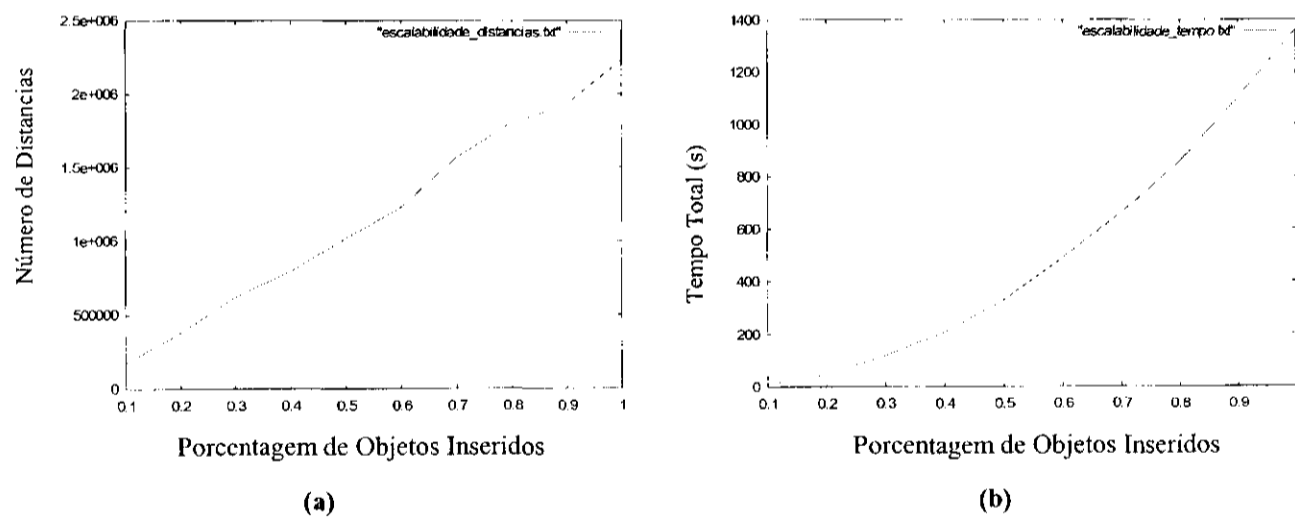 2.5e+006
"escalabilidade_distancias.txt"
2e+006
1.5e+006
1e+006
500000
0
0.1 0.2 0.3 0.4 0.5 0.6 0.7 0.8 0.9 1
Número de Distancias
Porcentagem de Objetos Inseridos
(a)
1400
"escalabilidade_tempo.txt"
1200
1000
800
600
400
200
0
0.1 0.2 0.3 0.4 0.5 0.6 0.7 0.8 0.9
Tempo Total (s)
Porcentagem de Objetos Inseridos
(b)